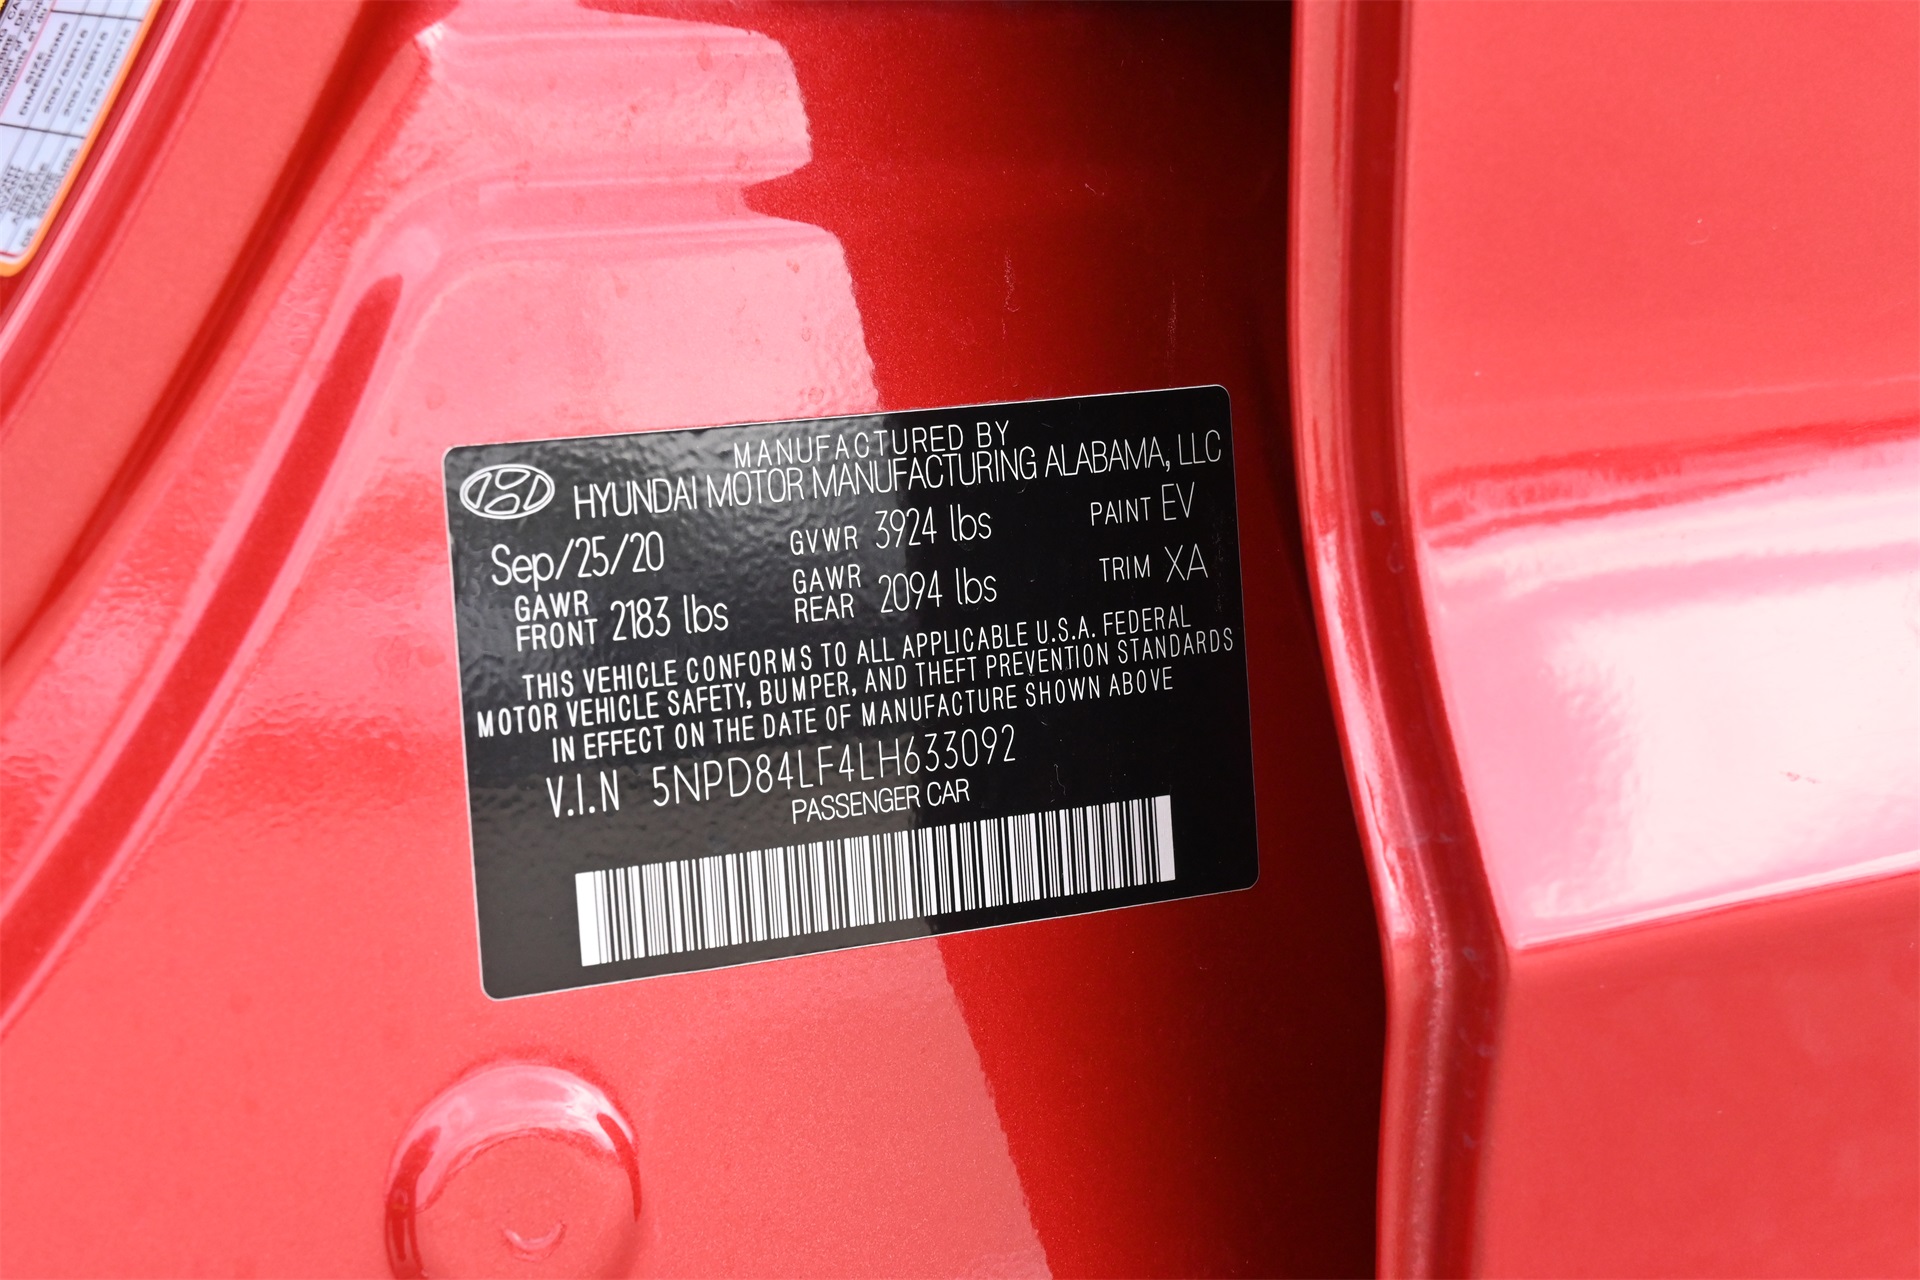 SIZE
DIMENSIONS
MANUFACTURED BY
HYUNDAI MOTOR MANUFACTURING ALABAMA, LLC
Sep/25/20 GVWR 3924 lbs PAINT EV
GAWR FRONT 2183 lbs GAWR REAR 2094 lbs TRIM XA
THIS VEHICLE CONFORMS TO ALL APPLICABLE U.S.A. FEDERAL
MOTOR VEHICLE SAFETY, BUMPER, AND THEFT PREVENTION STANDARDS
IN EFFECT ON THE DATE OF MANUFACTURE SHOWN ABOVE
V.I.N 5NPD84LF4LH633092
PASSENGER CAR